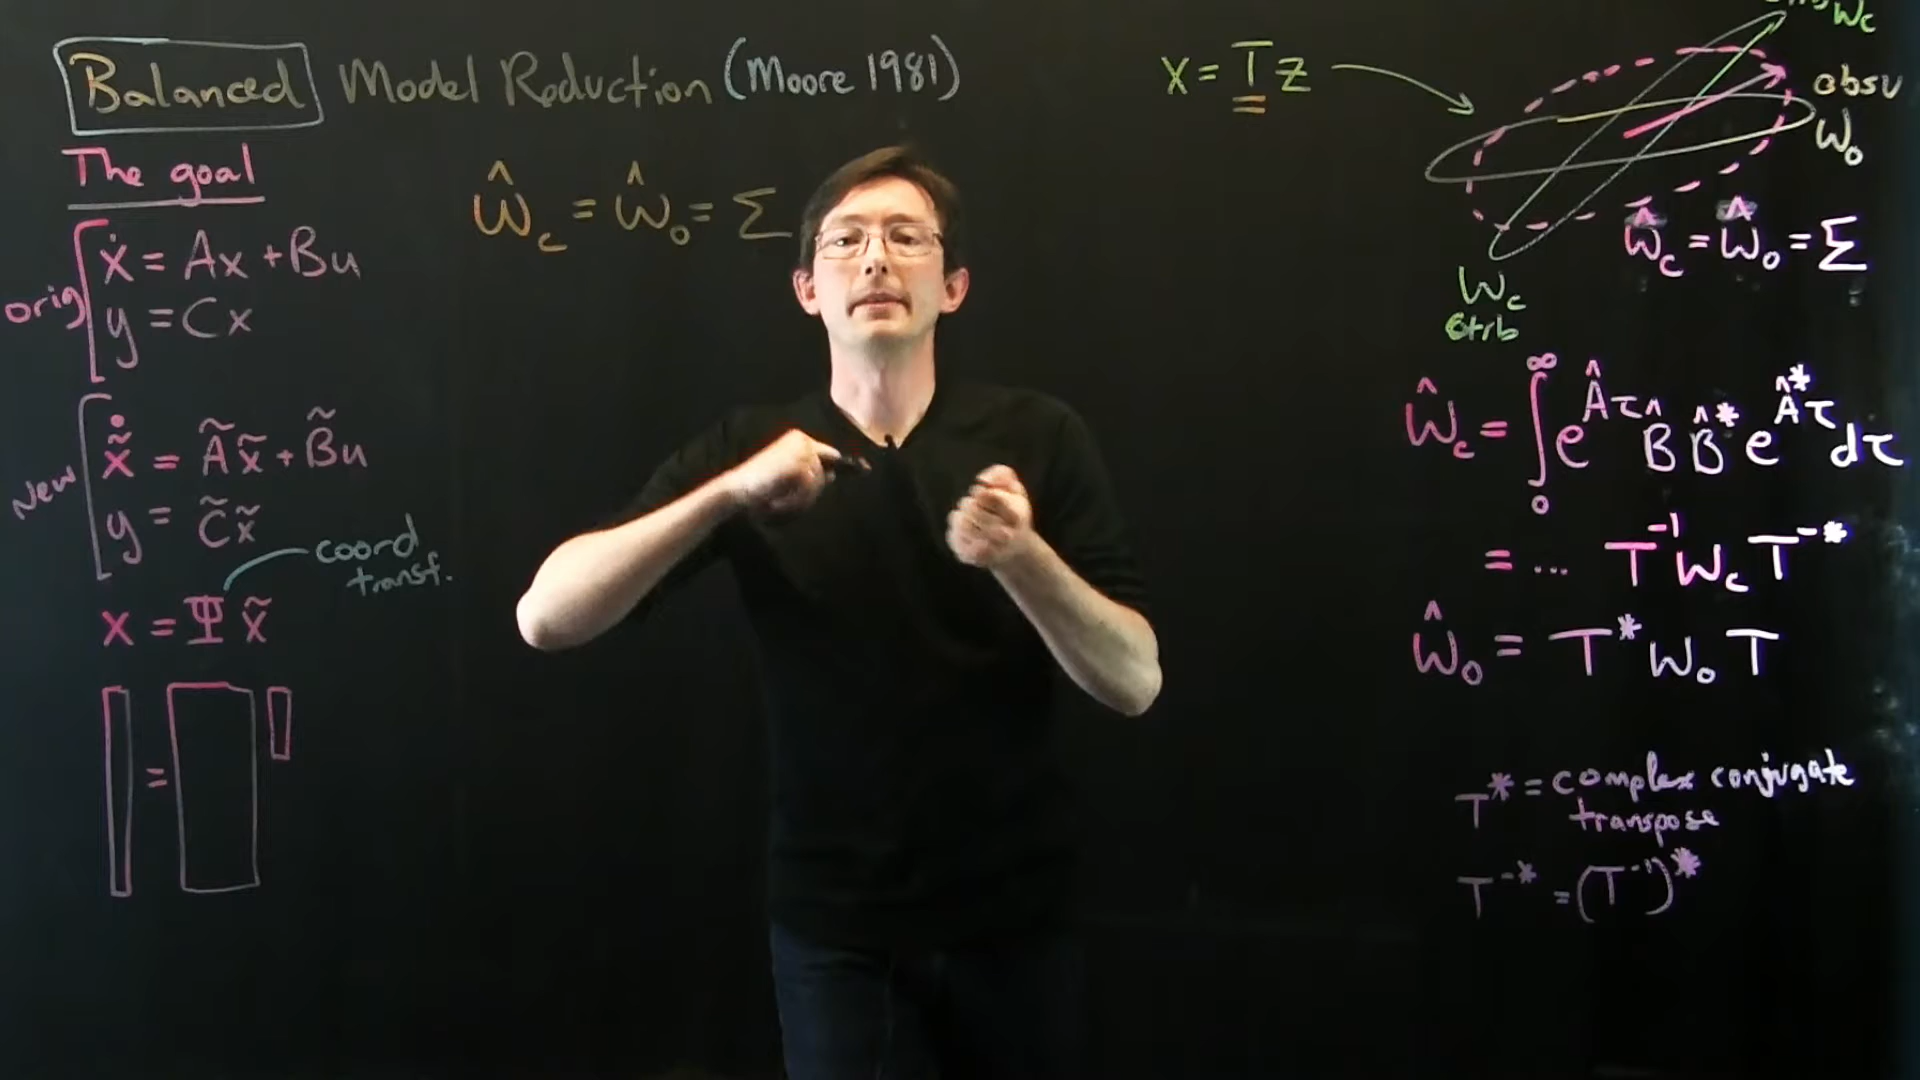 Balanced Model Reduction (Moore 1981)
The goal
orig
ẋ = Ax + Bu
y = Cx
New
x̃̇ = Ãx̃ + B̃u
y = C̃x̃
coord
transf.
x = Ψ x̃
=
Ŵc = Ŵo = Σ
x = T z
Wc
obsv
Wo
Ŵc = Ŵo = Σ
Wc
ctrb
Ŵc = ∫₀^∞ e^{Âτ} B̂ B̂* e^{Â*τ} dτ
= ... T⁻¹ Wc T⁻*
Ŵo = T* Wo T
T* = complex conjugate
transpose
T⁻* = (T⁻¹)*